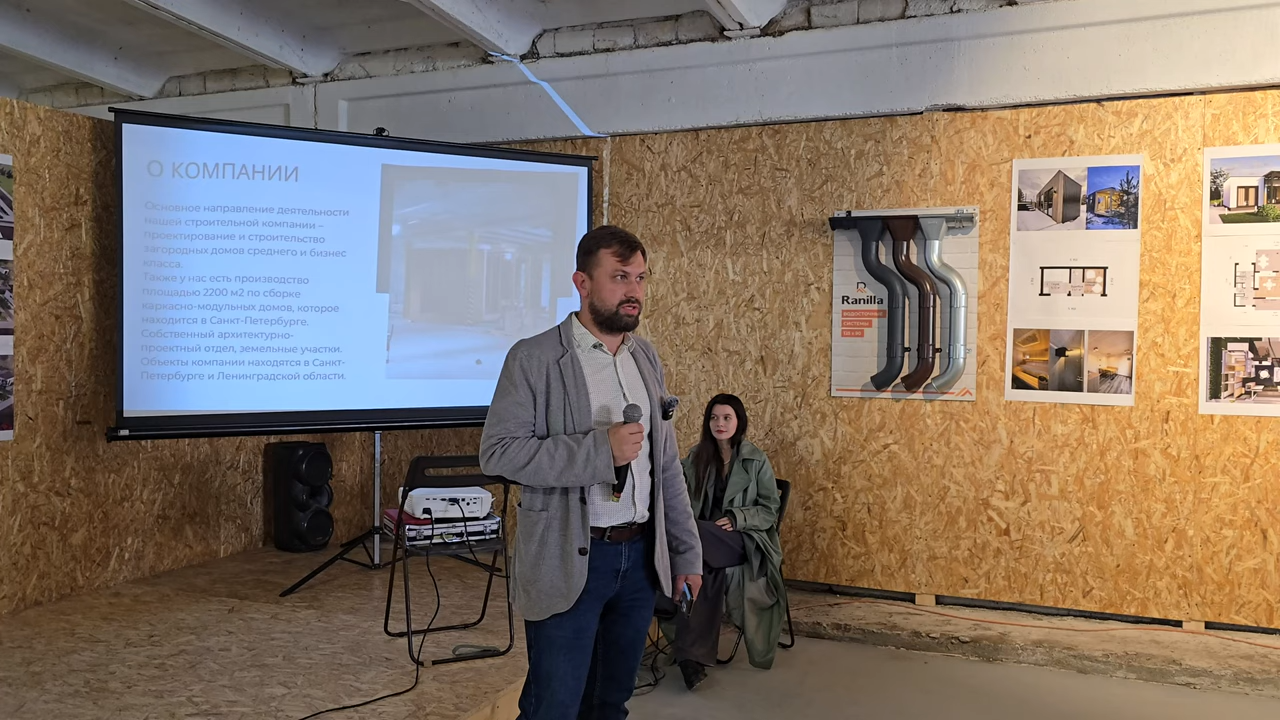 О КОМПАНИИ
Основное направление деятельности
нашей строительной компании –
проектирование и строительство
загородных домов среднего и бизнес
класса.
Также у нас есть производство
площадью 2200 м2 по сборке
каркасно-модульных домов, которое
находится в Санкт-Петербурге.
Собственный архитектурно-
проектный отдел, земельные участки.
Объекты компании находятся в Санкт-
Петербурге и Ленинградской области.
Ranilla
ВОДОСТОЧНЫЕ
СИСТЕМЫ